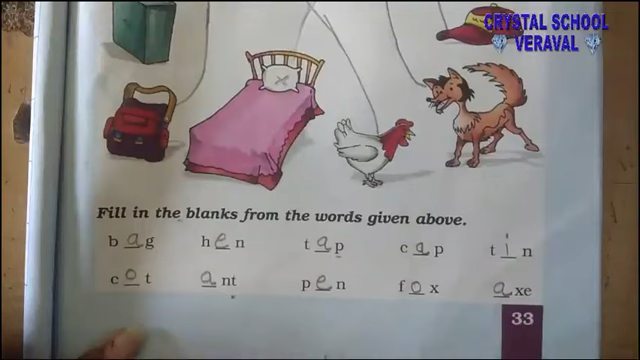 CRYSTAL SCHOOL
VERAVAL
Fill in the blanks from the words given above.
b a g h e n t a p c a p t i n
c o t a nt p e n f o x a xe
33